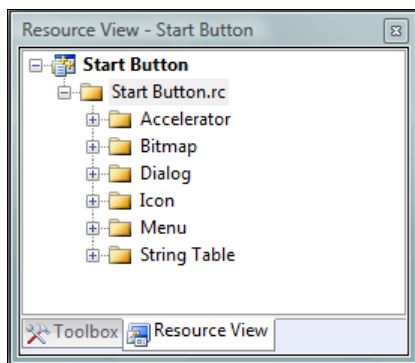 Resource View - Start Button
Start Button
Start Button.rc
Accelerator
Bitmap
Dialog
Icon
Menu
String Table
Toolbox Resource View